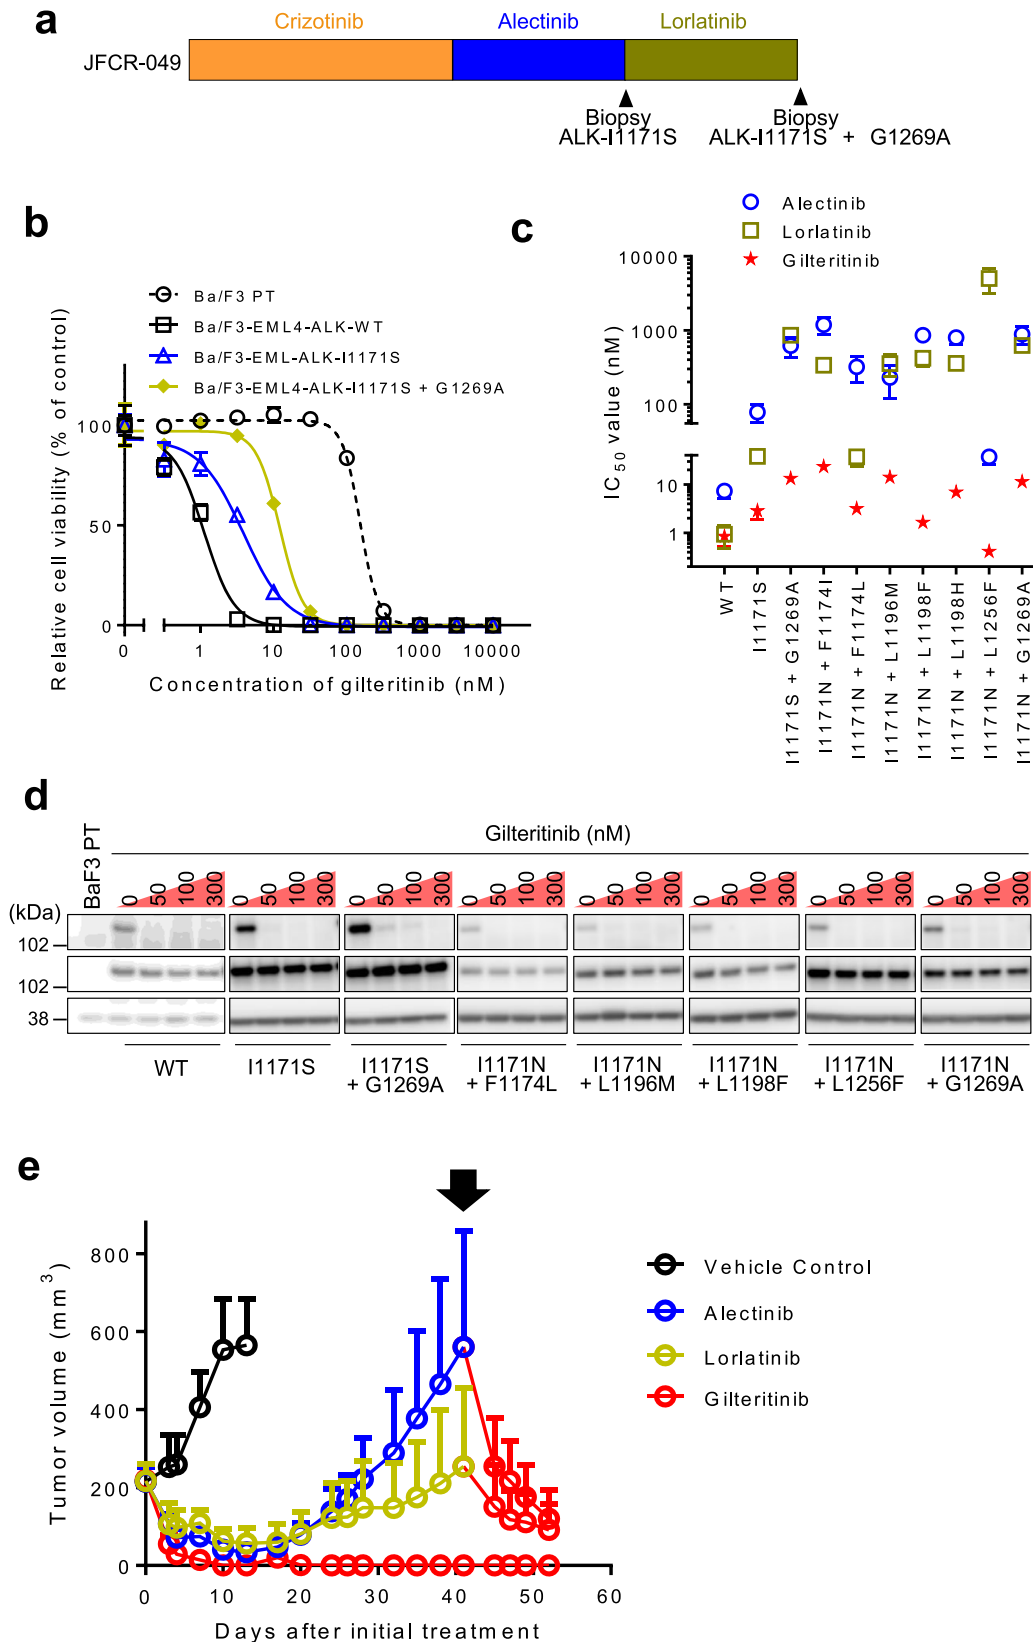 a
Crizotinib Alectinib Lorlatinib
JFCR-049
Biopsy Biopsy
ALK-I1171S ALK-I1171S + G1269A
b
Ba/F3 PT
Ba/F3-EML4-ALK-WT
Ba/F3-EML-ALK-I1171S
Ba/F3-EML4-ALK-I1171S + G1269A
Relative cell viability (% of control)
100
50
0
0 1 10 100 1000 10000
Concentration of gilteritinib (nM)
c
Alectinib
Lorlatinib
Gilteritinib
IC50 value (nM)
10000
1000
100
10
1
WT
I1171S
I1171S + G1269A
I1171N + F1174I
I1171N + F1174L
I1171N + L1196M
I1171N + L1198F
I1171N + L1198H
I1171N + L1256F
I1171N + G1269A
d
Gilteritinib (nM)
BaF3 PT
0 50 100 300 0 50 100 300 0 50 100 300 0 50 100 300 0 50 100 300 0 50 100 300 0 50 100 300 0 50 100 300
(kDa)
102
102
38
WT I1171S I1171S + G1269A I1171N + F1174L I1171N + L1196M I1171N + L1198F I1171N + L1256F I1171N + G1269A
e
Tumor volume (mm3)
800
600
400
200
0
0 10 20 30 40 50 60
Days after initial treatment
Vehicle Control
Alectinib
Lorlatinib
Gilteritinib